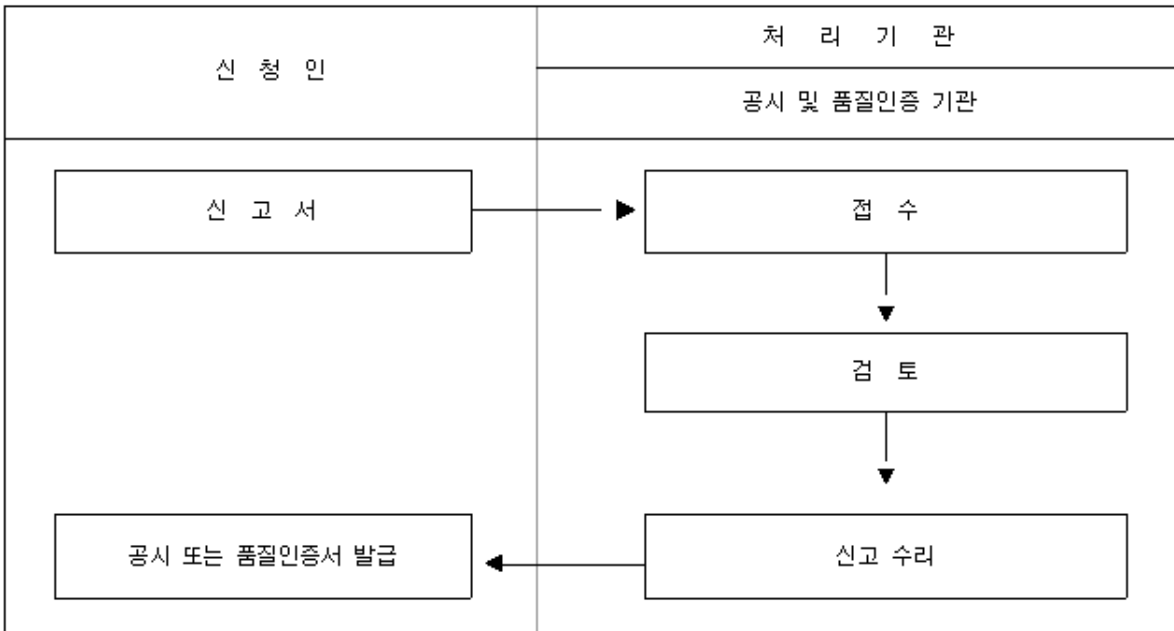 신 청 인
처 리 기 관
공시 및 품질인증 기관
신 고 서
접 수
검 토
공시 또는 품질인증서 발급
신고 수리